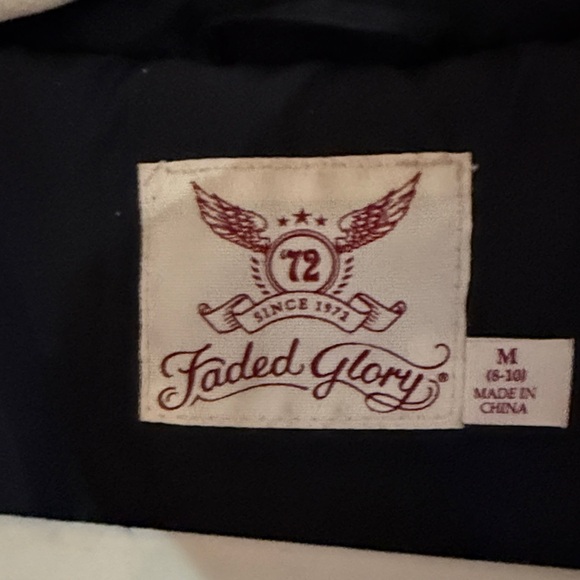 '72
SINCE 1972
Faded Glory®
M
(8-10)
MADE IN
CHINA